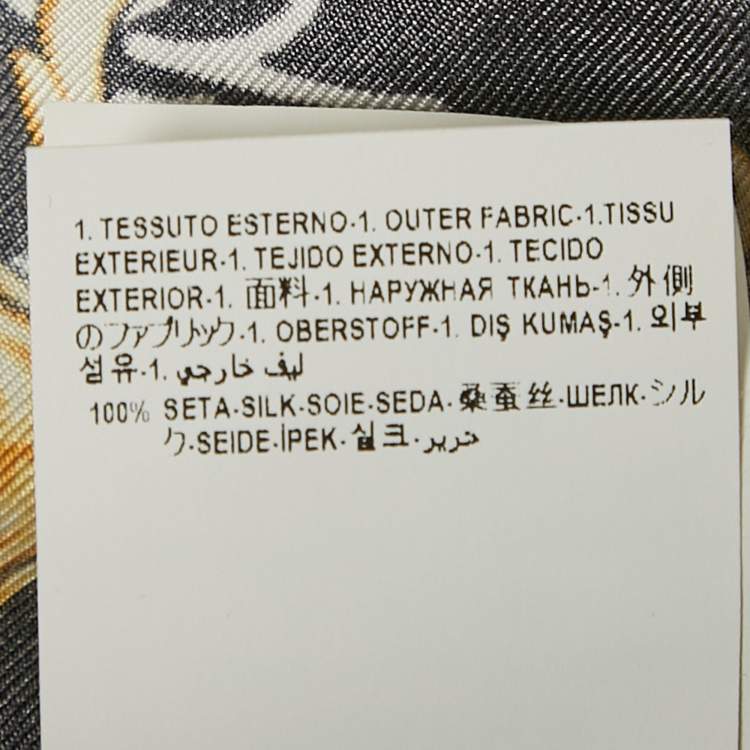 1. TESSUTO ESTERNO-1. OUTER FABRIC-1.TISSU
EXTERIEUR-1. TEJIDO EXTERNO-1. TECIDO
EXTERIOR-1. 面料-1. НАРУЖНАЯ ТКАНЬ-1. 外側
のファブリック-1. OBERSTOFF-1. DIŞ KUMAŞ-1. 외부
섬유-1. ليف خارجي
100% SETA-SILK-SOIE-SEDA-桑蚕丝-ШЕЛК-シル
ク-SEIDE-İPEK-실크-حرير